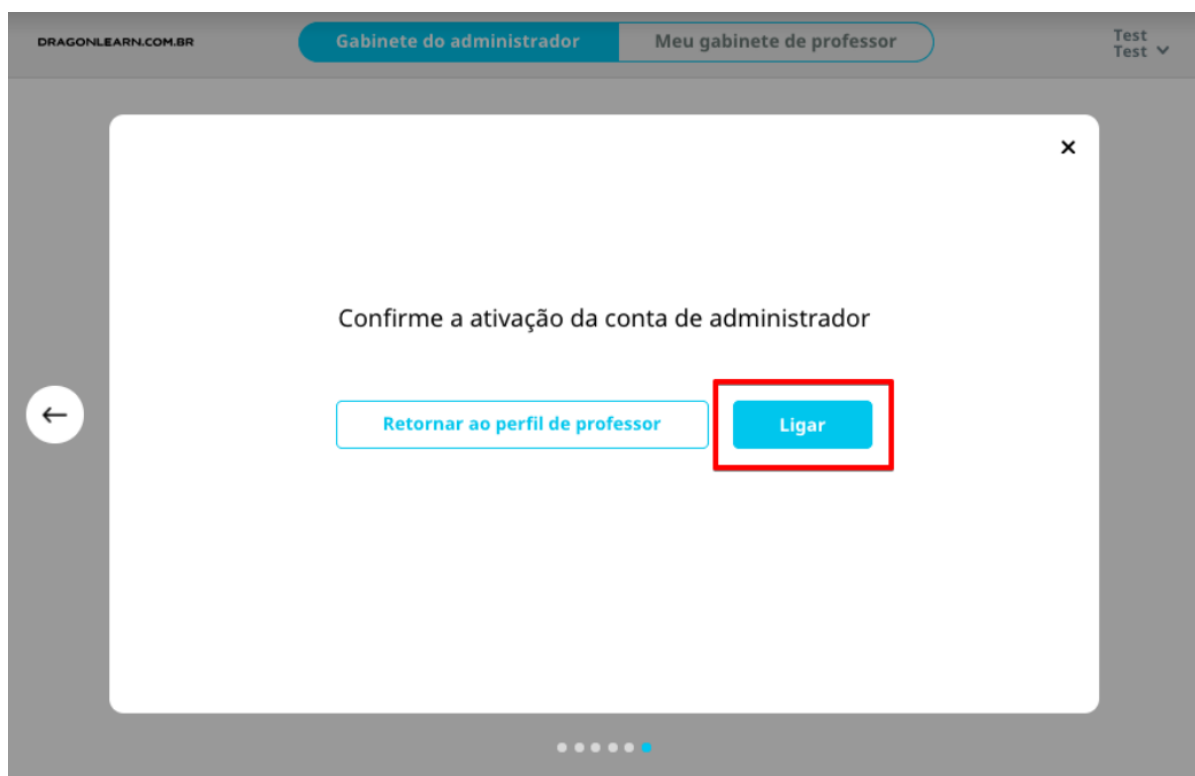 DRAGONLEARN.COM.BR
Gabinete do administrador
Meu gabinete de professor
Test
Test
Confirme a ativação da conta de administrador
Retornar ao perfil de professor
Ligar